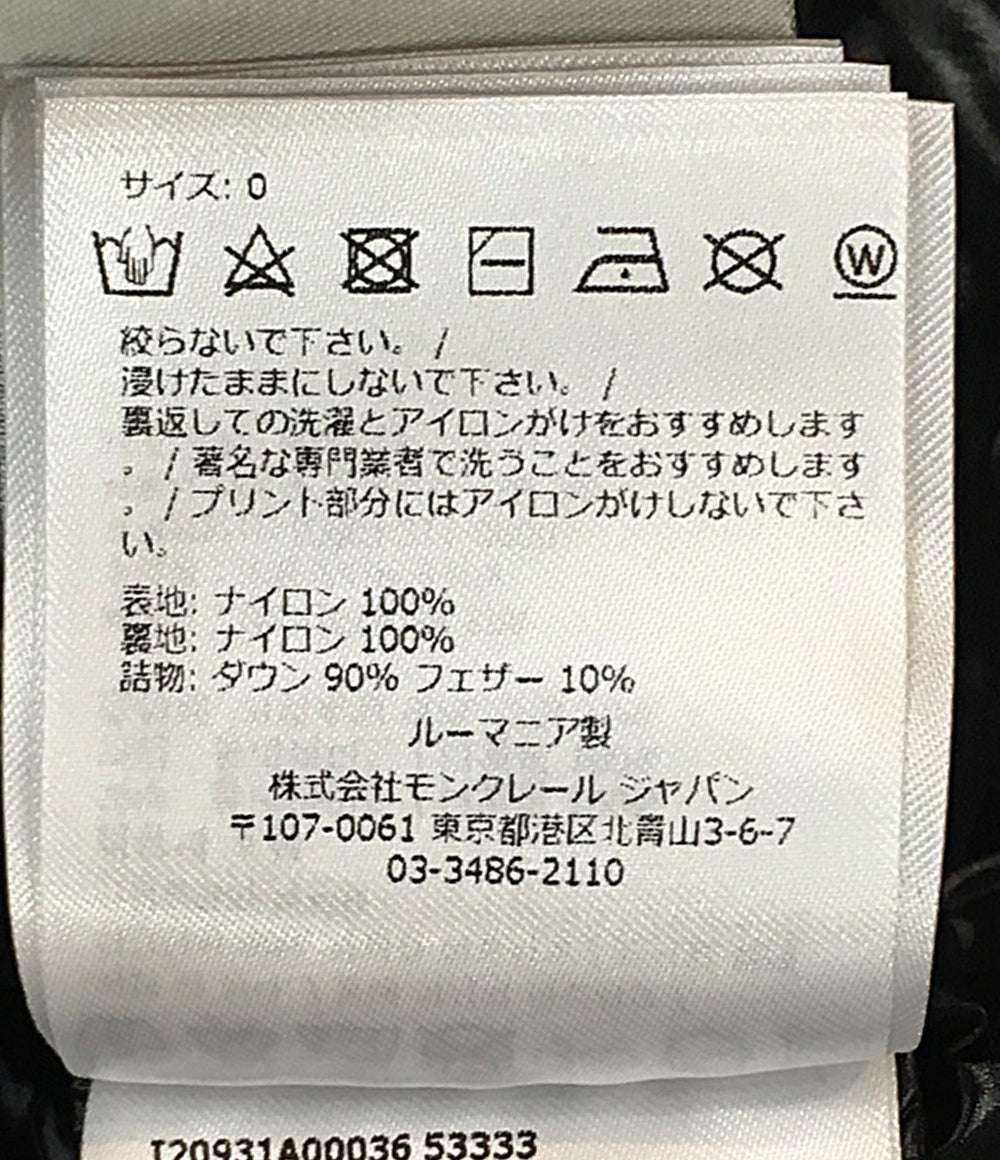 サイズ: 0
W
絞らないで下さい。 /
浸けたままにしないで下さい。 /
裏返しての洗濯とアイロンがけをおすすめします
。 / 著名な専門業者で洗うことをおすすめします
。 / プリント部分にはアイロンがけしないで下さ
い。
表地: ナイロン 100%
裏地: ナイロン 100%
詰物: ダウン 90% フェザー 10%
ルーマニア製
株式会社モンクレール ジャパン
〒107-0061 東京都港区北青山3-6-7
03-3486-2110
I20931A00036 53333